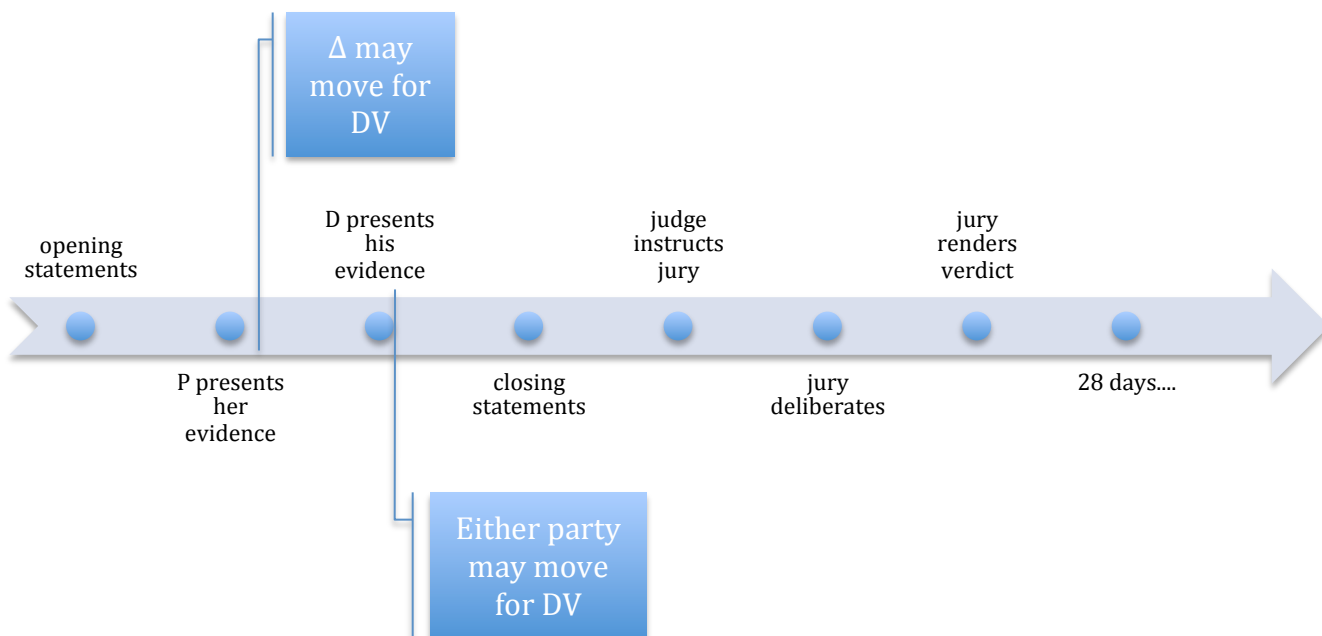 Δ may
move for
DV
opening
statements
D presents
his
evidence
judge
instructs
jury
jury
renders
verdict
P presents
her
evidence
closing
statements
jury
deliberates
28 days....
Either party
may move
for DV